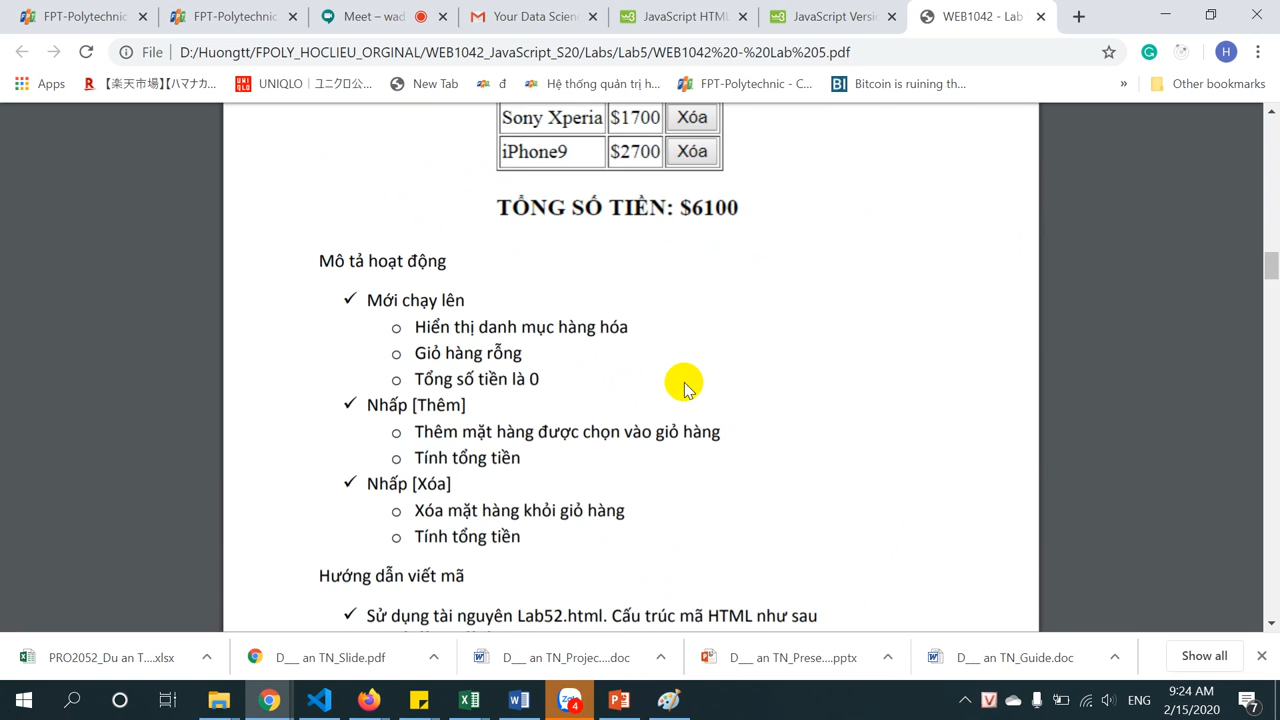 FPT-Polytechnic
FPT-Polytechnic
Meet – wad
Your Data Scien
JavaScript HTML
JavaScript Versi
WEB1042 - Lab
File
D:/Huongtt/FPOLY_HOCLIEU_ORGINAL/WEB1042_JavaScript_S20/Labs/Lab5/WEB1042%20-%20Lab%205.pdf
H
Apps
【楽天市場】【ハマナカ...
UNIQLO｜ユニクロ公...
New Tab
đ
Hệ thống quản trị h...
FPT-Polytechnic - C...
BI
Bitcoin is ruining th...
»
Other bookmarks
Sony Xperia $1700 Xóa
iPhone9 $2700 Xóa
TỔNG SỐ TIỀN: $6100
Mô tả hoạt động
✓ Mới chạy lên
o Hiển thị danh mục hàng hóa
o Giỏ hàng rỗng
o Tổng số tiền là 0
✓ Nhấp [Thêm]
o Thêm mặt hàng được chọn vào giỏ hàng
o Tính tổng tiền
✓ Nhấp [Xóa]
o Xóa mặt hàng khỏi giỏ hàng
o Tính tổng tiền
Hướng dẫn viết mã
✓ Sử dụng tài nguyên Lab52.html. Cấu trúc mã HTML như sau
PRO2052_Du an T....xlsx
D___ an TN_Slide.pdf
D___ an TN_Projec....doc
D___ an TN_Prese....pptx
D___ an TN_Guide.doc
Show all
4
ENG
9:24 AM
2/15/2020
7